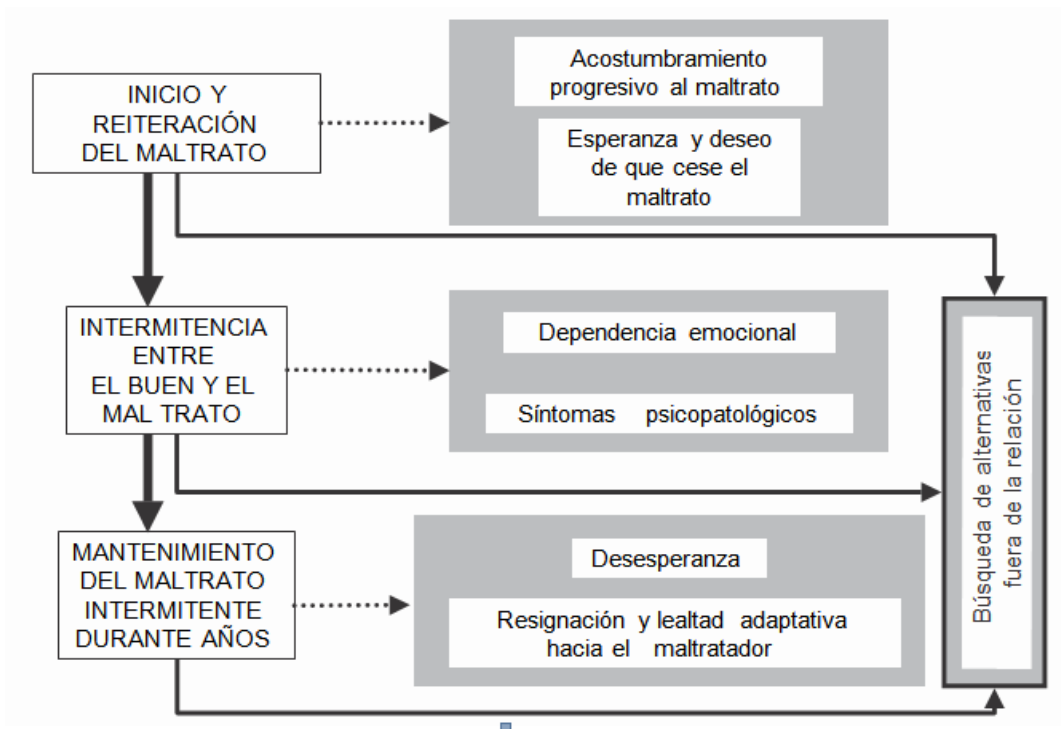 INICIO Y
REITERACIÓN
DEL MALTRATO
Acostumbramiento
progresivo al maltrato
Esperanza y deseo
de que cese el
maltrato
INTERMITENCIA
ENTRE
EL BUEN Y EL
MAL TRATO
Dependencia emocional
Síntomas psicopatológicos
MANTENIMIENTO
DEL MALTRATO
INTERMITENTE
DURANTE AÑOS
Desesperanza
Resignación y lealtad adaptativa
hacia el maltratador
Búsqueda de alternativas
fuera de la relación